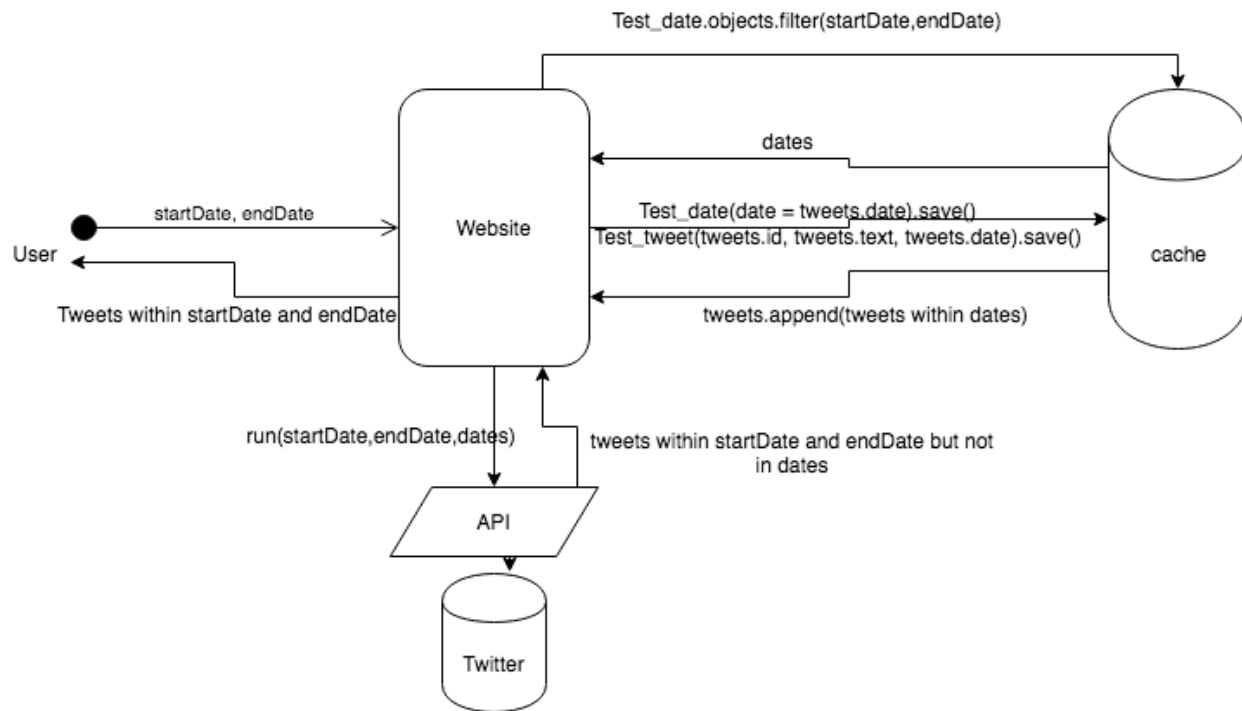 Test_date.objects.filter(startDate,endDate)
dates
startDate, endDate
Website
Test_date(date = tweets.date).save()
Test_tweet(tweets.id, tweets.text, tweets.date).save()
User
cache
Tweets within startDate and endDate
tweets.append(tweets within dates)
run(startDate,endDate,dates)
tweets within startDate and endDate but not
in dates
API
Twitter